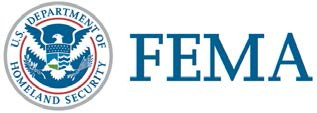 U.S. DEPARTMENT OF
HOMELAND SECURITY
FEMA